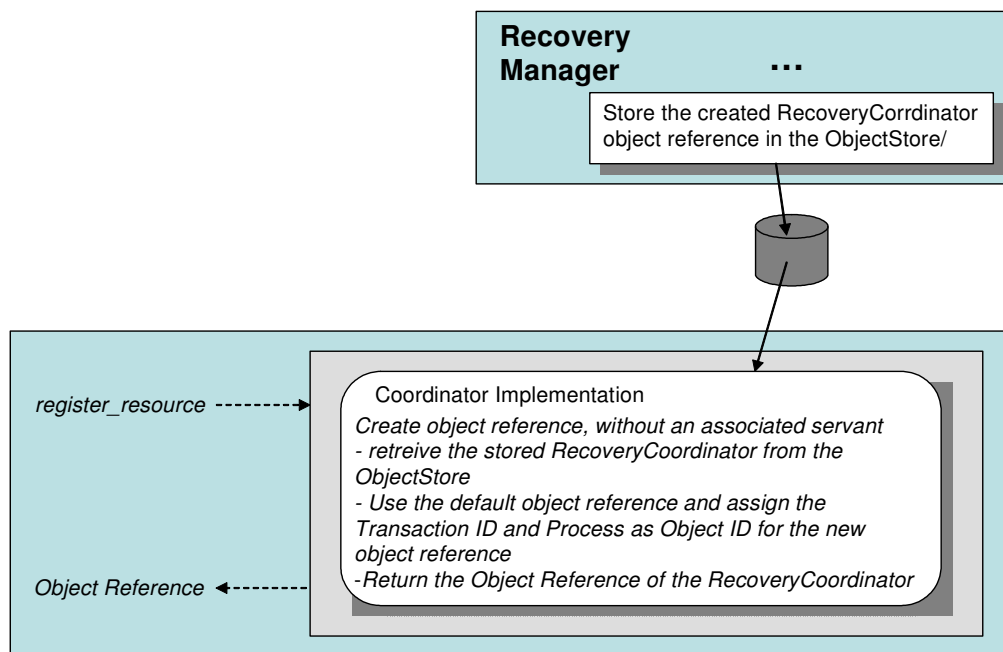 Recovery
Manager
...
Store the created RecoveryCorrdinator
object reference in the ObjectStore/
register_resource
Coordinator Implementation
Create object reference, without an associated servant
- retreive the stored RecoveryCoordinator from the
ObjectStore
- Use the default object reference and assign the
Transaction ID and Process as Object ID for the new
object reference
-Return the Object Reference of the RecoveryCoordinator
Object Reference